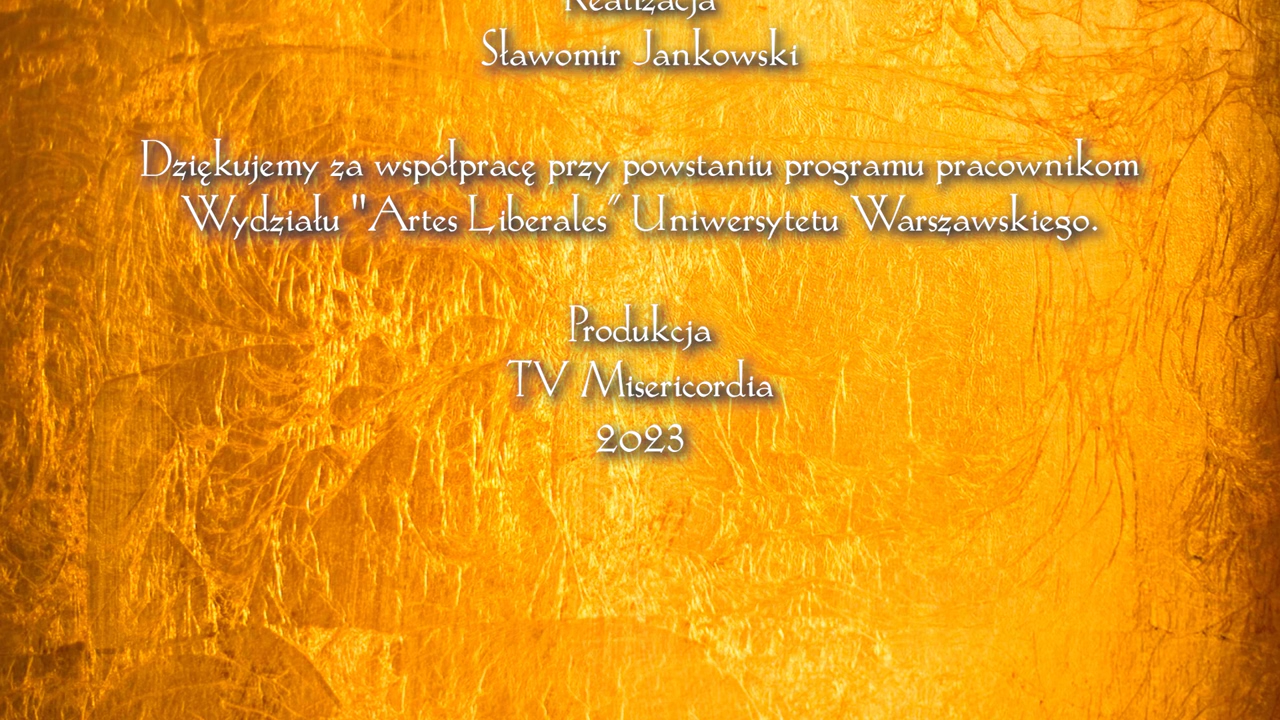 Realizacja
Sławomir Jankowski
Dziękujemy za współpracę przy powstaniu programu pracownikom
Wydziału "Artes Liberales" Uniwersytetu Warszawskiego.
Produkcja
TV Misericordia
2023